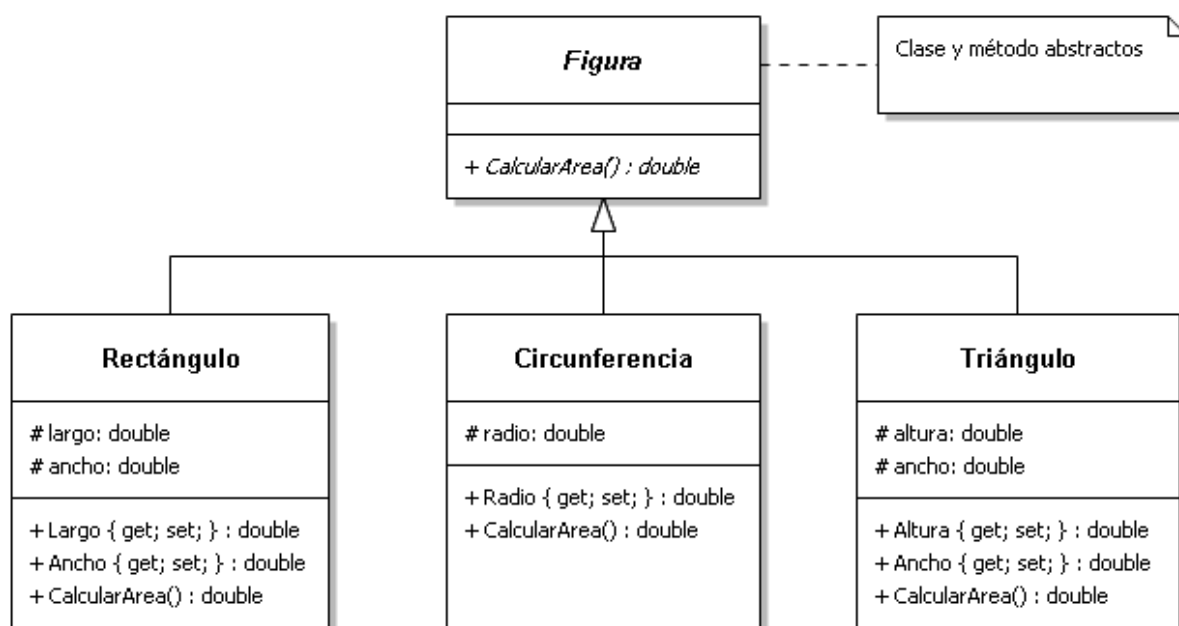 Figura
Clase y método abstractos
+ CalcularArea() : double
Rectángulo
# largo: double
# ancho: double
+ Largo { get; set; } : double
+ Ancho { get; set; } : double
+ CalcularArea() : double
Circunferencia
# radio: double
+ Radio { get; set; } : double
+ CalcularArea() : double
Triángulo
# altura: double
# ancho: double
+ Altura { get; set; } : double
+ Ancho { get; set; } : double
+ CalcularArea() : double